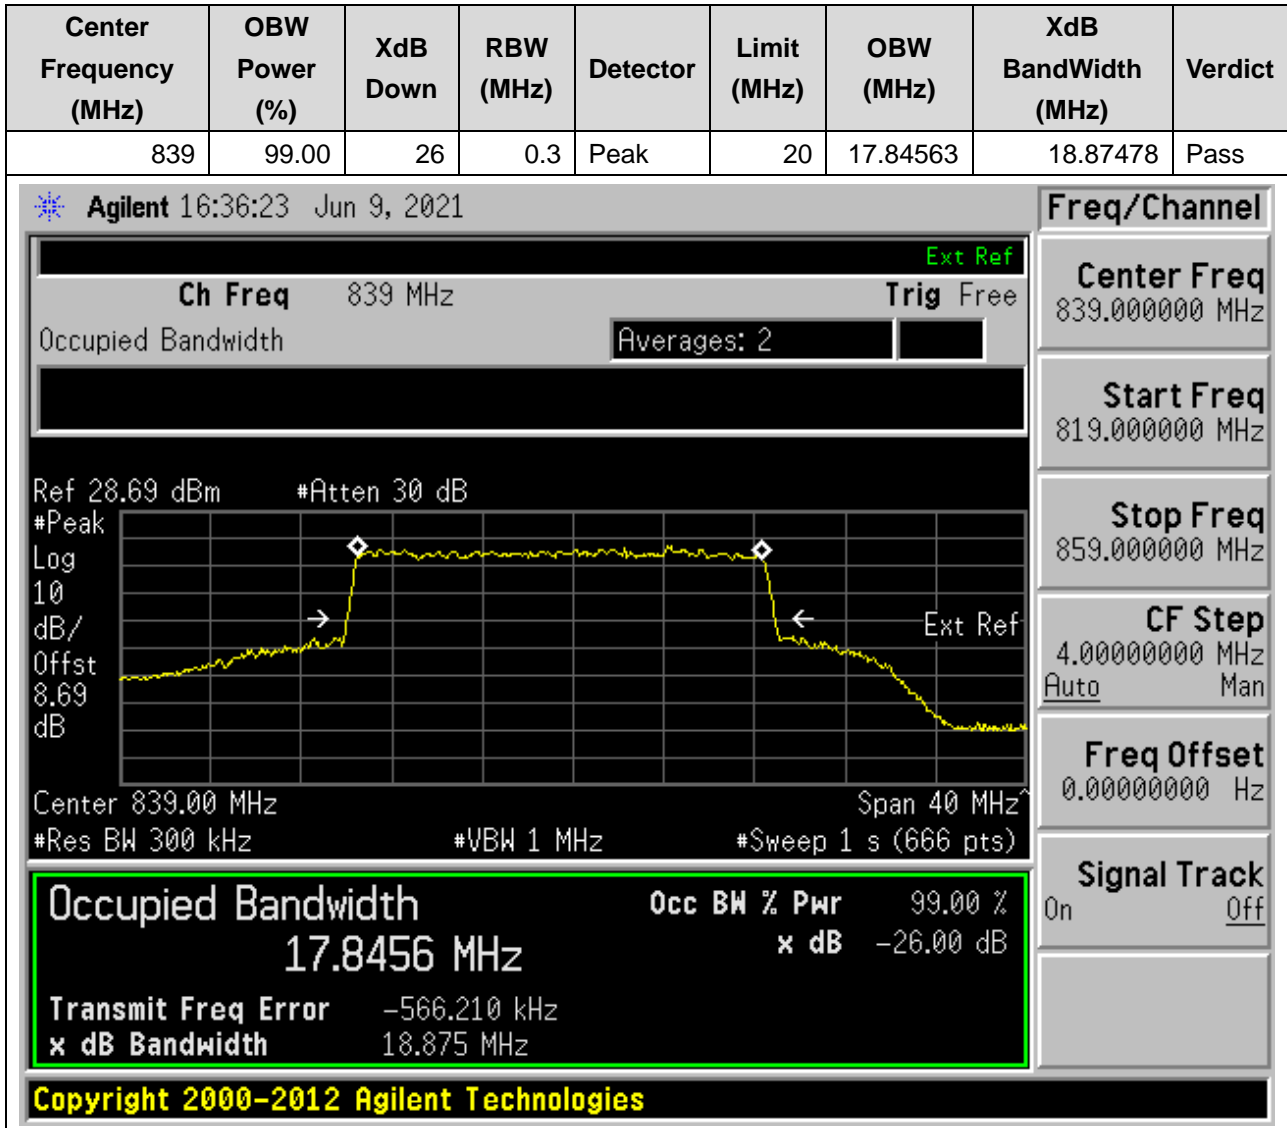 Center Frequency (MHz) OBW Power (%) XdB Down RBW (MHz) Detector Limit (MHz) OBW (MHz) XdB BandWidth (MHz) Verdict
839 99.00 26 0.3 Peak 20 17.84563 18.87478 Pass
Agilent 16:36:23 Jun 9, 2021
Freq/Channel
Ext Ref
Ch Freq 839 MHz Trig Free
Occupied Bandwidth Averages: 2
Center Freq
839.000000 MHz
Start Freq
819.000000 MHz
Stop Freq
859.000000 MHz
CF Step
4.00000000 MHz
Auto Man
Freq Offset
0.00000000 Hz
Signal Track
On Off
Ref 28.69 dBm #Atten 30 dB
#Peak
Log
10
dB/
Offst
8.69
dB
Ext Ref
Center 839.00 MHz Span 40 MHz^
#Res BW 300 kHz #VBW 1 MHz #Sweep 1 s (666 pts)
Occupied Bandwidth Occ BW % Pwr 99.00 %
17.8456 MHz x dB -26.00 dB
Transmit Freq Error -566.210 kHz
x dB Bandwidth 18.875 MHz
Copyright 2000-2012 Agilent Technologies